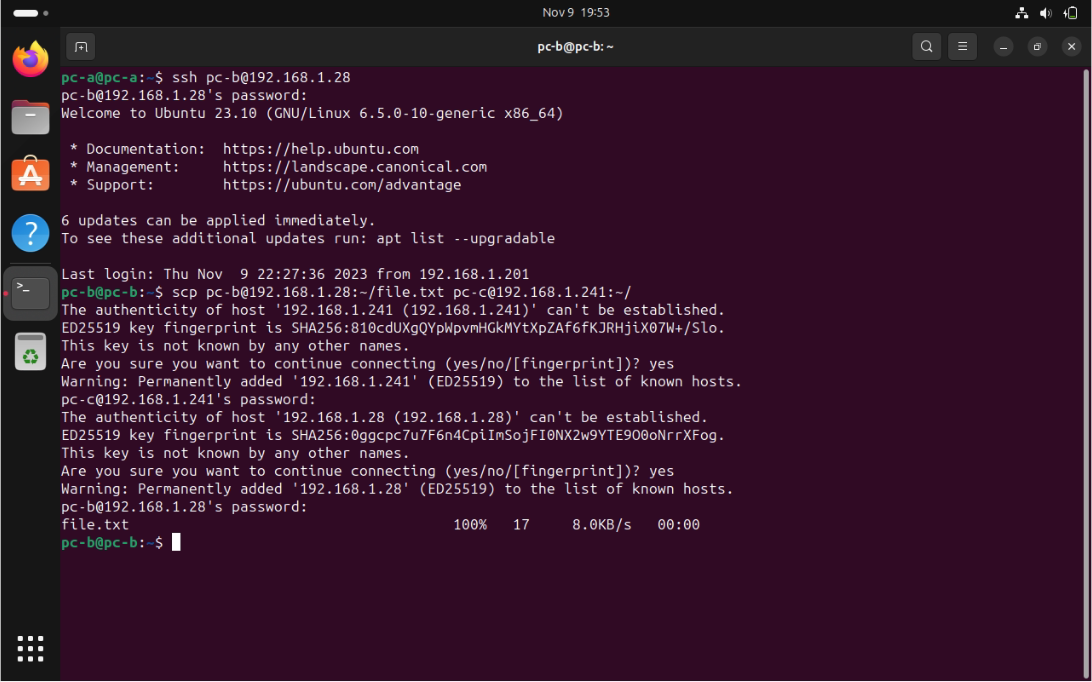 Nov 9 19:53
pc-b@pc-b: ~
pc-a@pc-a:~$ ssh pc-b@192.168.1.28
pc-b@192.168.1.28's password:
Welcome to Ubuntu 23.10 (GNU/Linux 6.5.0-10-generic x86_64)
* Documentation: https://help.ubuntu.com
* Management: https://landscape.canonical.com
* Support: https://ubuntu.com/advantage
6 updates can be applied immediately.
To see these additional updates run: apt list --upgradable
Last login: Thu Nov 9 22:27:36 2023 from 192.168.1.201
pc-b@pc-b:~$ scp pc-b@192.168.1.28:~/file.txt pc-c@192.168.1.241:~/
The authenticity of host '192.168.1.241 (192.168.1.241)' can't be established.
ED25519 key fingerprint is SHA256:810cdUXgQYpWpvmHGkMYtXpZAf6fKJRHjiX07W+/Slo.
This key is not known by any other names.
Are you sure you want to continue connecting (yes/no/[fingerprint])? yes
Warning: Permanently added '192.168.1.241' (ED25519) to the list of known hosts.
pc-c@192.168.1.241's password:
The authenticity of host '192.168.1.28 (192.168.1.28)' can't be established.
ED25519 key fingerprint is SHA256:0ggcpc7u7F6n4CpiImSojFI0NX2w9YTE9O0oNrrXFog.
This key is not known by any other names.
Are you sure you want to continue connecting (yes/no/[fingerprint])? yes
Warning: Permanently added '192.168.1.28' (ED25519) to the list of known hosts.
pc-b@192.168.1.28's password:
file.txt 100% 17 8.0KB/s 00:00
pc-b@pc-b:~$